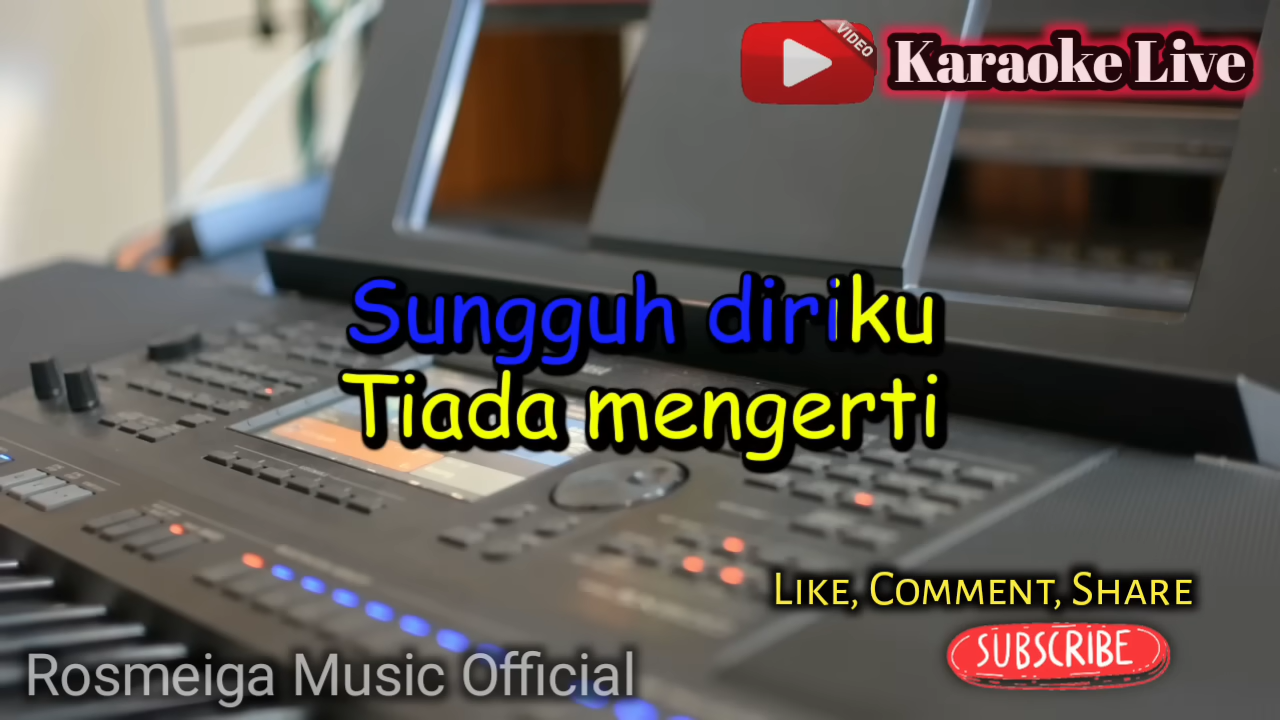 VIDEO
Karaoke Live
Sungguh diriku
Tiada mengerti
Like, Comment, Share
SUBSCRIBE
Rosmeiga Music Official